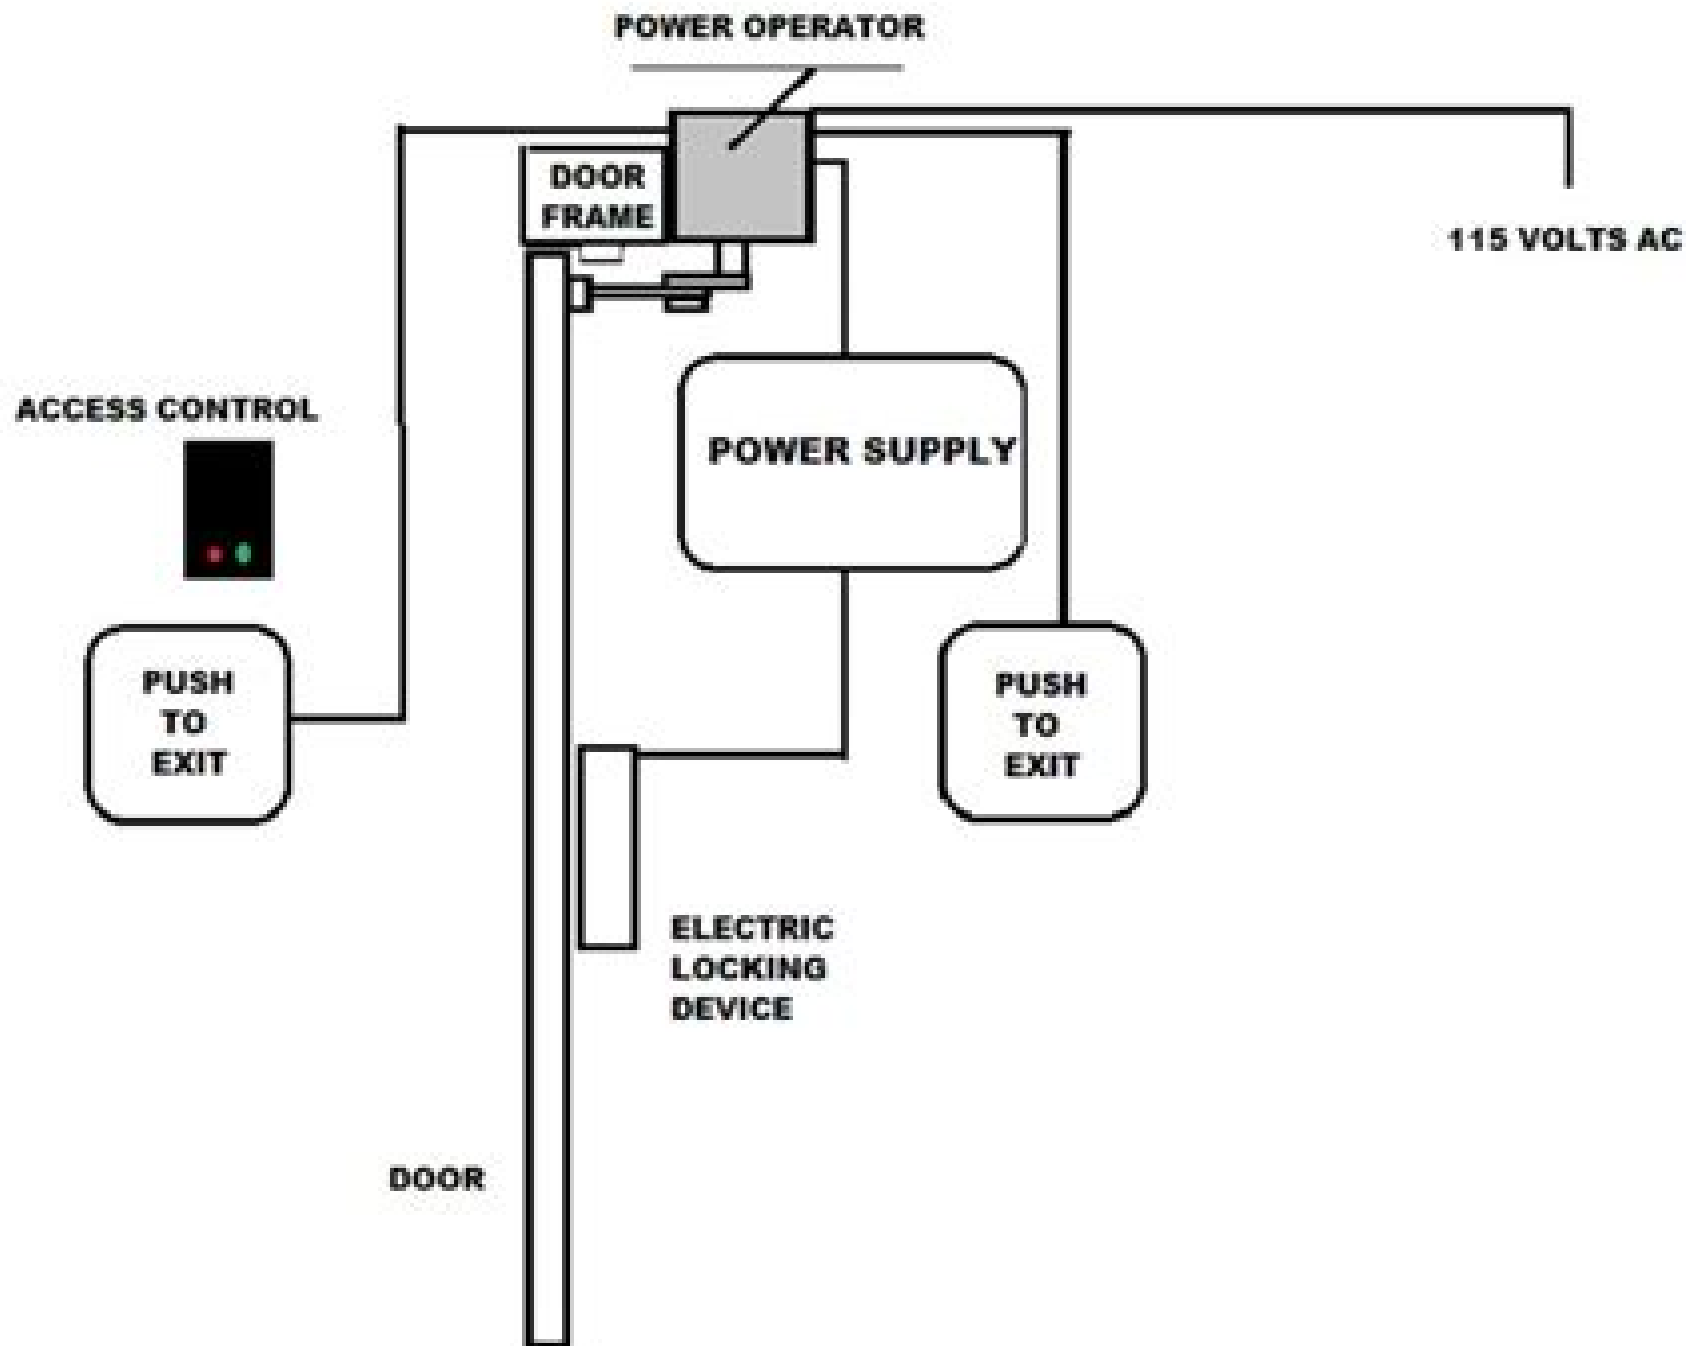 POWER OPERATOR
DOOR
FRAME
115 VOLTS AC
ACCESS CONTROL
POWER SUPPLY
PUSH
TO
EXIT
PUSH
TO
EXIT
ELECTRIC
LOCKING
DEVICE
DOOR